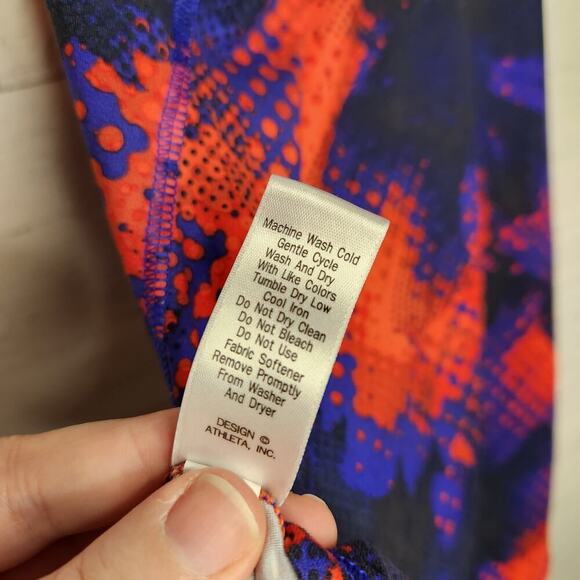 Machine Wash Cold
Gentle Cycle
Wash And Dry
With Like Colors
Tumble Dry Low
Cool Iron
Do Not Dry Clean
Do Not Bleach
Do Not Use
Fabric Softener
Remove Promptly
From Washer
And Dryer
DESIGN ©
ATHLETA, INC.